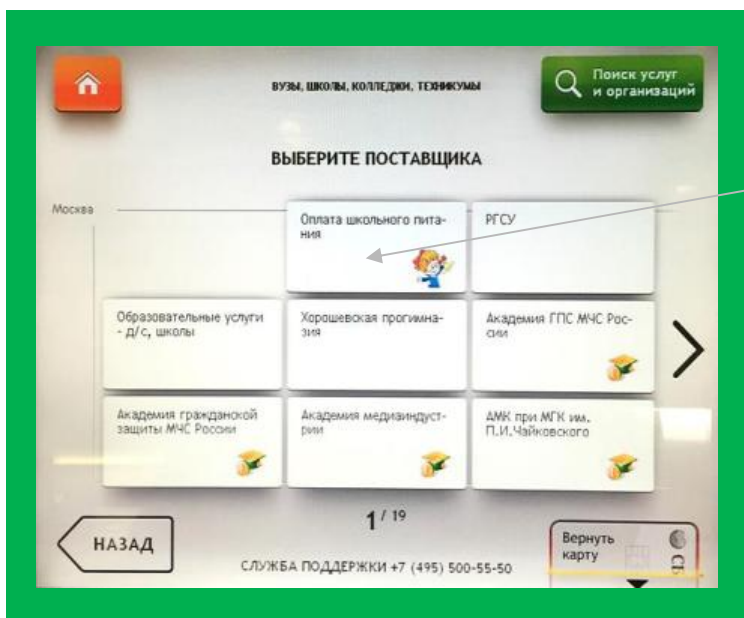 Поиск услуг
и организаций
ВУЗЫ, ШКОЛЫ, КОЛЛЕДЖИ, ТЕХНИКУМЫ
ВЫБЕРИТЕ ПОСТАВЩИКА
Москва
Оплата школьного пита-
ния
РГСУ
Образовательные услуги
- д/с, школы
Хорошевская прогимна-
зия
Академия ГПС МЧС Рос-
сии
Академия гражданской
защиты МЧС России
Академия медиаиндуст-
рии
АМК при МГК им.
П.И.Чайковского
НАЗАД
1 / 19
Вернуть
карту
СЛУЖБА ПОДДЕРЖКИ +7 (495) 500-55-50